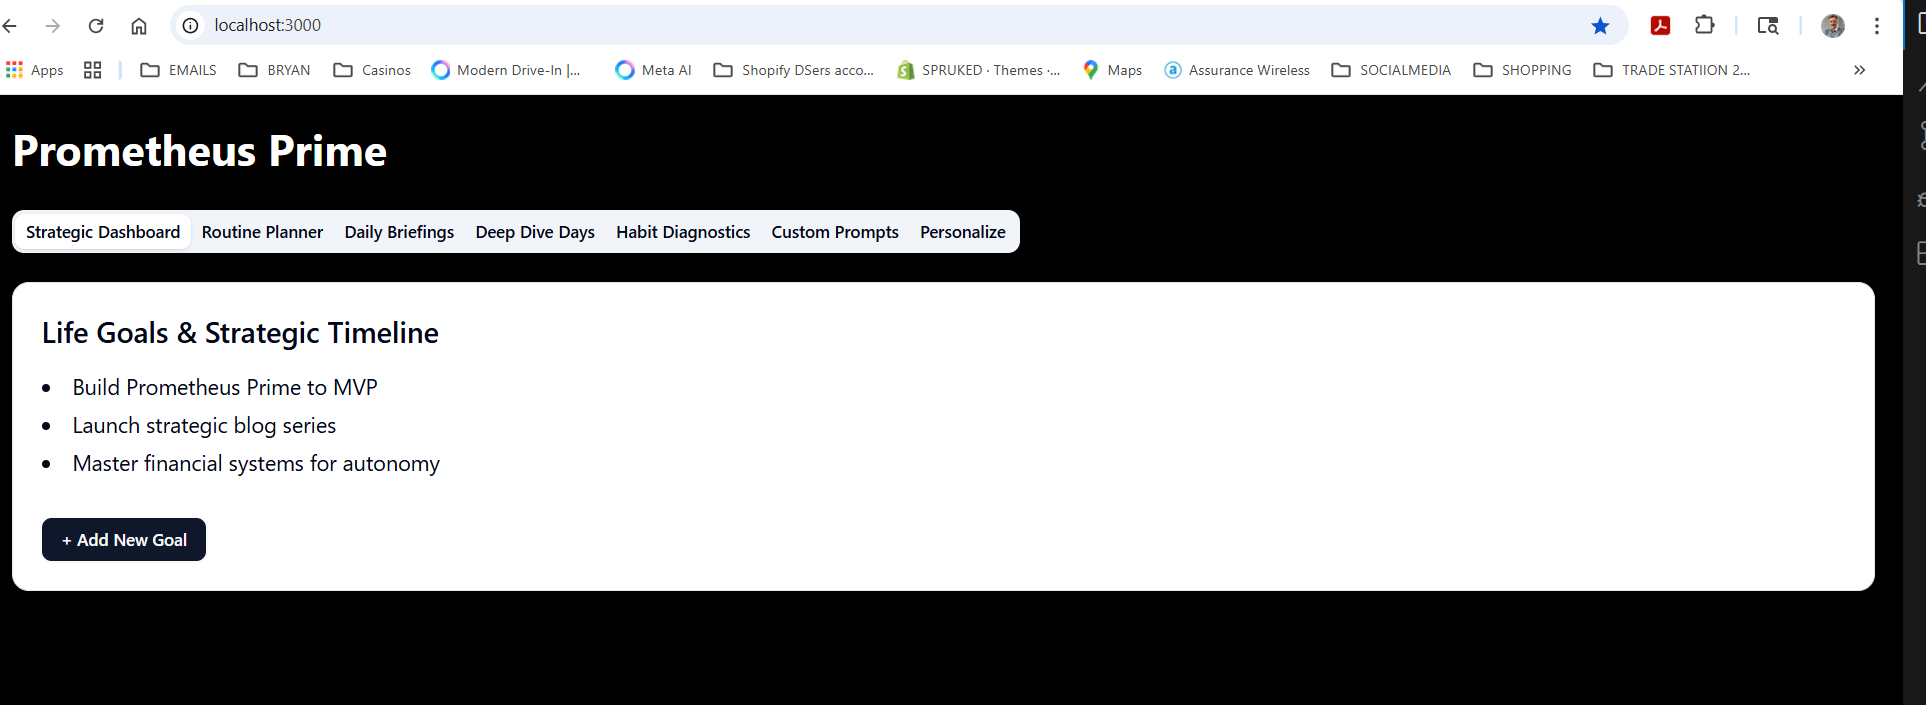 localhost:3000
Apps EMAILS BRYAN Casinos Modern Drive-In |... Meta AI Shopify DSers acco... SPRUKED · Themes ·... Maps Assurance Wireless SOCIALMEDIA SHOPPING TRADE STATIION 2... »
Prometheus Prime
Strategic Dashboard Routine Planner Daily Briefings Deep Dive Days Habit Diagnostics Custom Prompts Personalize
Life Goals & Strategic Timeline
• Build Prometheus Prime to MVP
• Launch strategic blog series
• Master financial systems for autonomy
+ Add New Goal